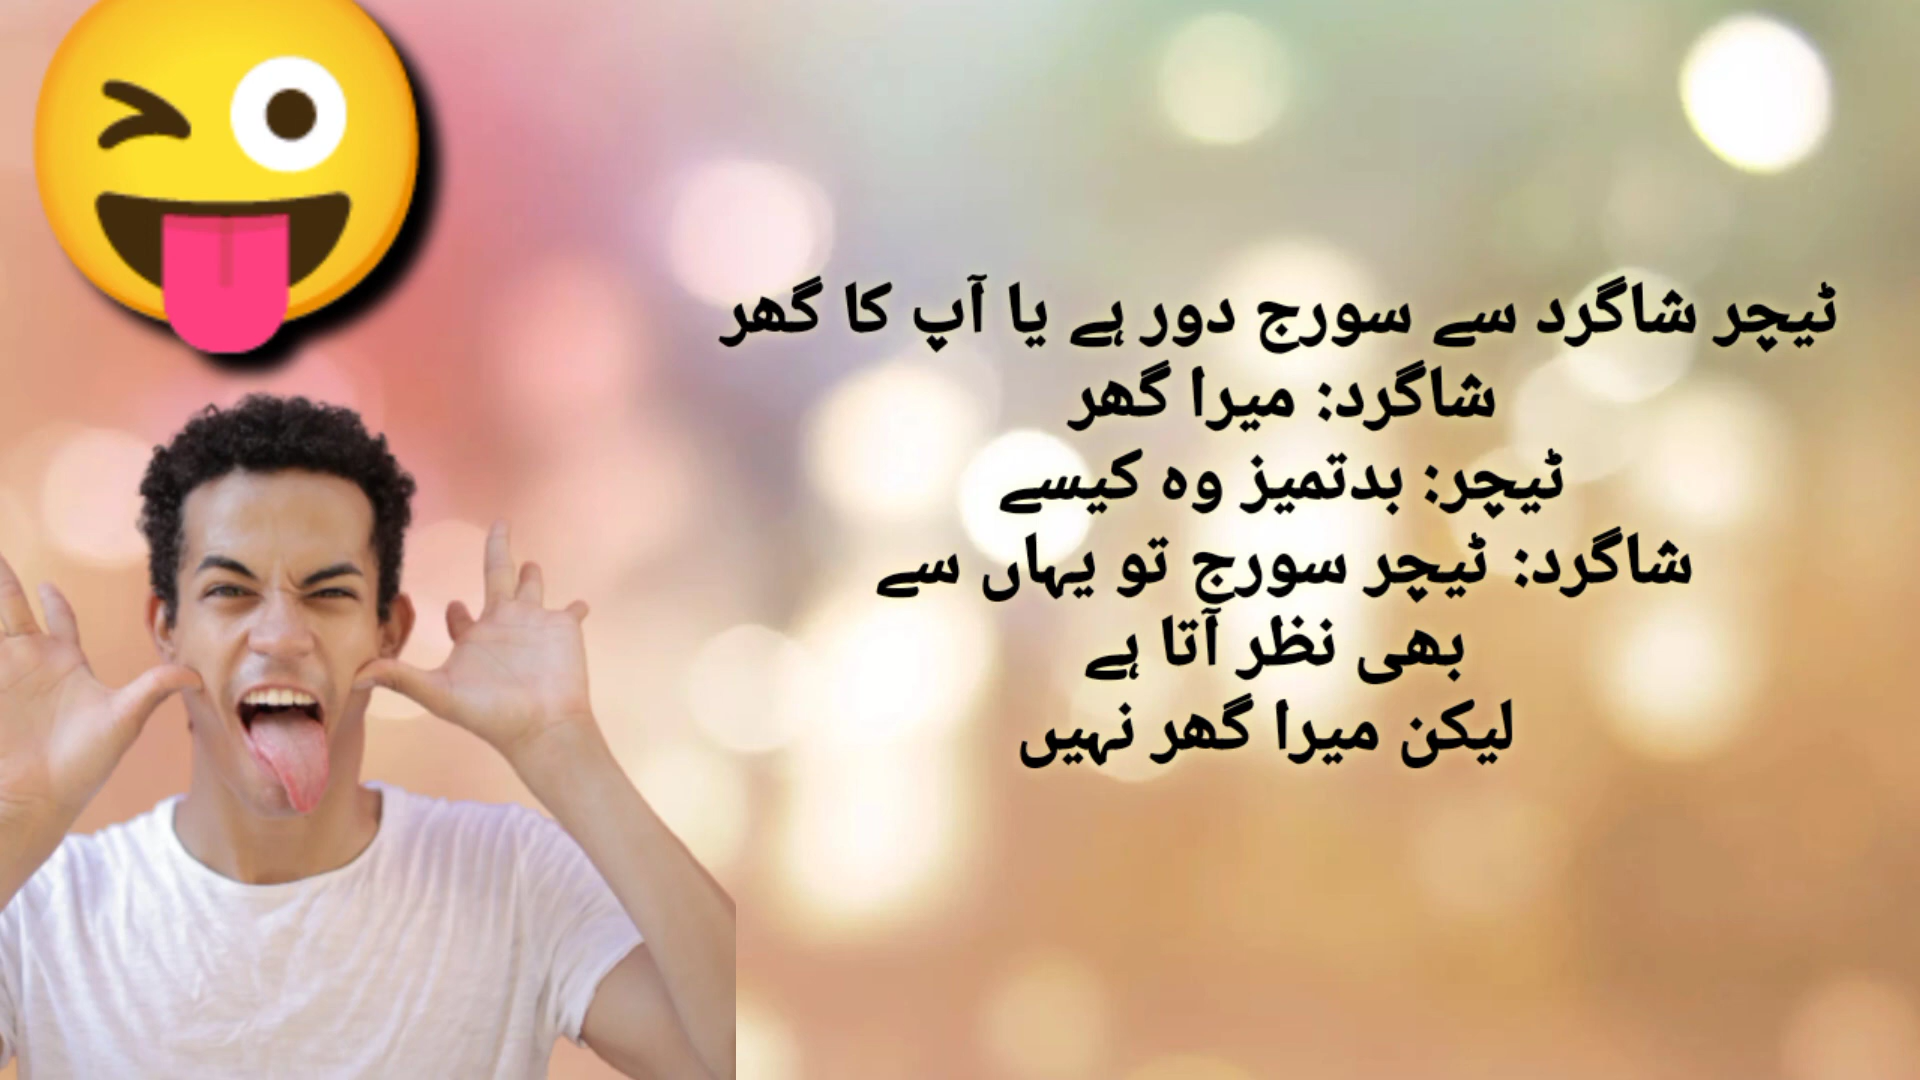 ٹیچر شاگرد سے سورج دور ہے یا آپ کا گھر
شاگرد: میرا گھر
ٹیچر: بدتمیز وہ کیسے
شاگرد: ٹیچر سورج تو یہاں سے
بھی نظر آتا ہے
لیکن میرا گھر نہیں